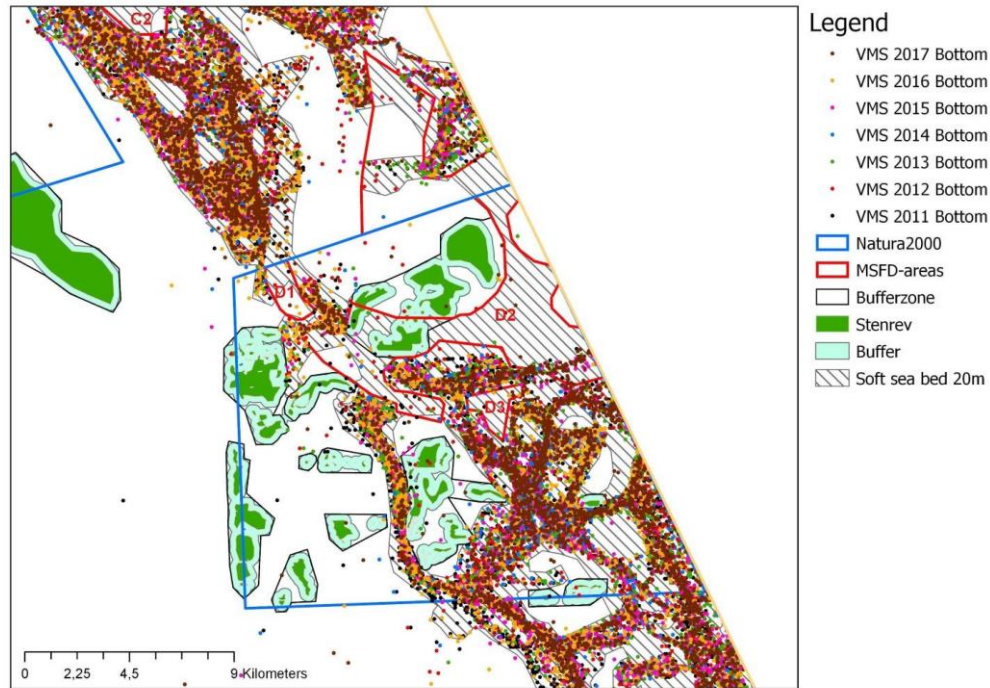 C2
D1
D2
D3
0 2,25 4,5 9 Kilometers
Legend
VMS 2017 Bottom
VMS 2016 Bottom
VMS 2015 Bottom
VMS 2014 Bottom
VMS 2013 Bottom
VMS 2012 Bottom
VMS 2011 Bottom
Natura2000
MSFD-areas
Bufferzone
Stenrev
Buffer
Soft sea bed 20m